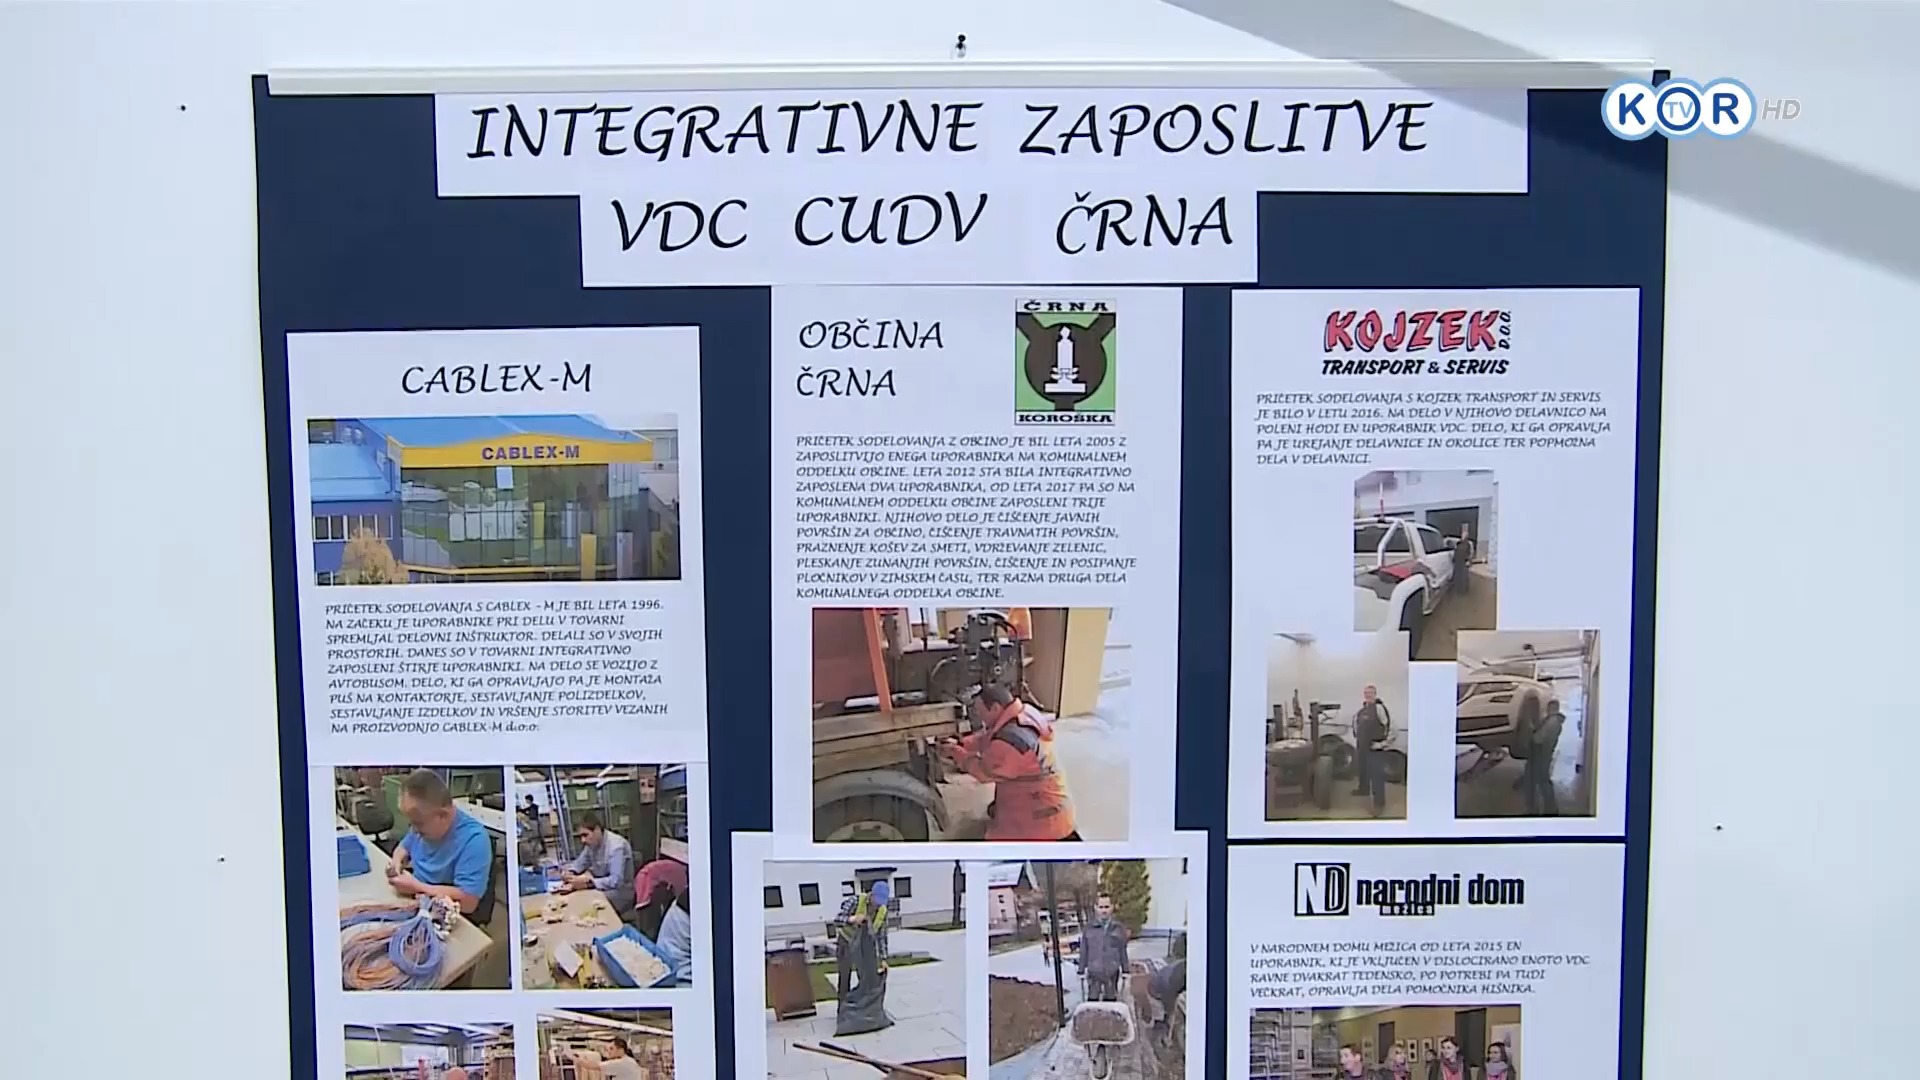 INTEGRATIVNE ZAPOSLITVE
VDC CUDV ČRNA
KOR TV HD
CABLEX-M
CABLEX-M
PRIČETEK SODELOVANJA S CABLEX - M JE BIL LETA 1996.
NA ZAČEKU JE UPORABNIKE PRI DELU V TOVARNI
SPREMLJAL DELOVNI INŠTRUKTOR. DELALI SO V SVOJIH
PROSTORIH. DANES SO V TOVARNI INTEGRATIVNO
ZAPOSLENI ŠTIRJE UPORABNIKI. NA DELO SE VOZIJO Z
AVTOBUSOM. DELO, KI GA OPRAVLJAJO PA JE MONTAŽA
PUŠ NA KONTAKTORJE, SESTAVLJANJE POLIZDELKOV,
SESTAVLJANJE IZDELKOV IN VRŠENJE STORITEV VEZANIH
NA PROIZVODNJO CABLEX-M d.o.o.
OBČINA
ČRNA
ČRNA
KOROŠKA
PRIČETEK SODELOVANJA Z OBČINO JE BIL LETA 2005 Z
ZAPOSLITVIJO ENEGA UPORABNIKA NA KOMUNALNEM
ODDELKU OBČINE. LETA 2012 STA BILA INTEGRATIVNO
ZAPOSLENA DVA UPORABNIKA, OD LETA 2017 PA SO NA
KOMUNALNEM ODDELKU OBČINE ZAPOSLENI TRIJE
UPORABNIKI. NJIHOVO DELO JE ČIŠČENJE JAVNIH
POVRŠIN ZA OBČINO, ČIŠČENJE TRAVNATIH POVRŠIN,
PRAZNENJE KOŠEV ZA SMETI, VDRŽEVANJE ZELENIC,
PLESKANJE ZUNANJIH POVRŠIN, ČIŠČENJE IN POSIPANJE
PLOČNIKOV V ZIMSKEM ČASU, TER RAZNA DRUGA DELA
KOMUNALNEGA ODDELKA OBČINE.
KOJZEK D.O.O.
TRANSPORT & SERVIS
PRIČETEK SODELOVANJA S KOJZEK TRANSPORT IN SERVIS
JE BILO V LETU 2016. NA DELO V NJIHOVO DELAVNICO NA
POLENI HODI EN UPORABNIK VDC. DELO, KI GA OPRAVLJA
PA JE UREJANJE DELAVNICE IN OKOLICE TER POPMOŽNA
DELA V DELAVNICI.
ND narodni dom
mežica
V NARODNEM DOMU MEŽICA OD LETA 2015 EN
UPORABNIK, KI JE VKLJUČEN V DISLOCIRANO ENOTO VDC
RAVNE DVAKRAT TEDENSKO, PO POTREBI PA TUDI
VEČKRAT, OPRAVLJA DELA POMOČNIKA HIŠNIKA.